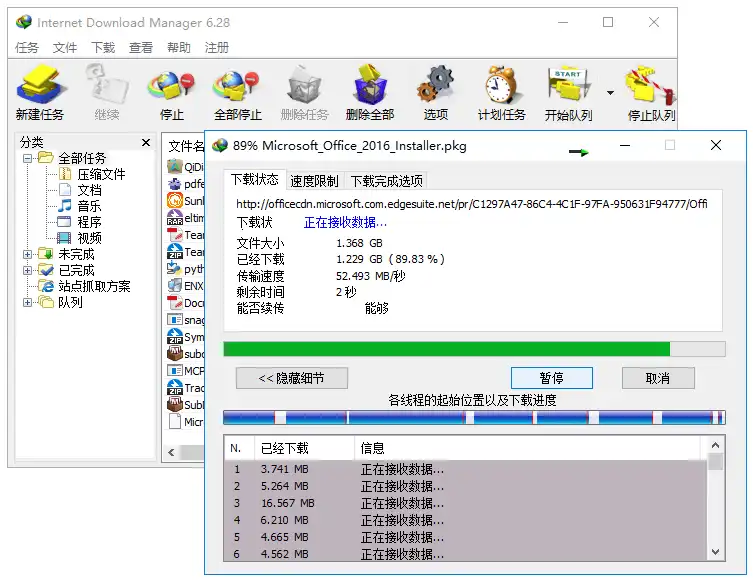 Internet Download Manager 6.28
任务 文件 下载 查看 帮助 注册
新建任务 继续 停止 全部停止 删除任务 删除全部 选项 计划任务 START 开始队列 停止队列
分类
全部任务
压缩文件
文档
音乐
程序
视频
未完成
已完成
站点抓取方案
队列
文件名
QiDi
pdfe
Sunl
eltim
Team
Team
pyth
ENX
Docu
snag
Sym
subc
MCP
Trac
Subl
Micr
89% Microsoft_Office_2016_Installer.pkg
下载状态 速度限制 下载完成选项
http://officecdn.microsoft.com.edgesuite.net/pr/C1297A47-86C4-4C1F-97FA-950631F94777/Offi
下载状 正在接收数据...
文件大小 1.368 GB
已经下载 1.229 GB ( 89.83 % )
传输速度 52.493 MB/秒
剩余时间 2 秒
能否续传 能够
<< 隐藏细节 暂停 取消
各线程的起始位置以及下载进度
N. 已经下载 信息
1 3.741 MB 正在接收数据...
2 5.264 MB 正在接收数据...
3 16.567 MB 正在接收数据...
4 6.210 MB 正在接收数据...
5 4.665 MB 正在接收数据...
6 4.562 MB 正在接收数据...